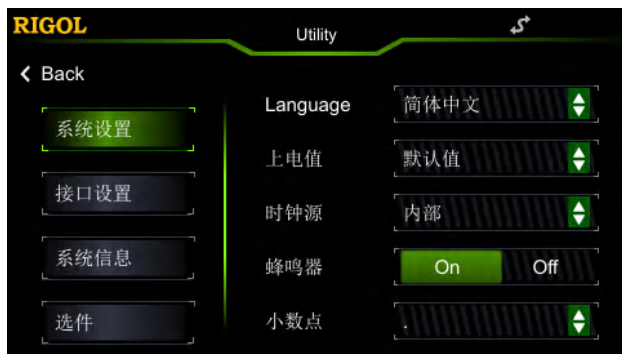 RIGOL
Utility
Back
系统设置
接口设置
系统信息
选件
Language 简体中文
上电值 默认值
时钟源 内部
蜂鸣器 On Off
小数点 .